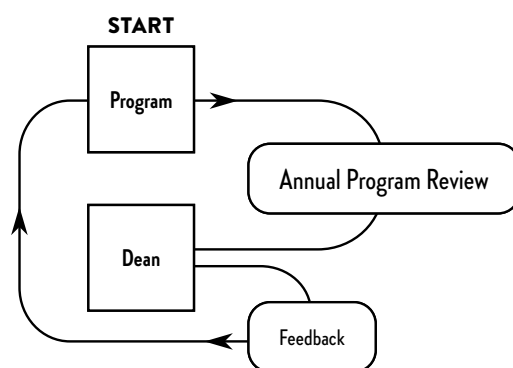 START
Program
Annual Program Review
Dean
Feedback